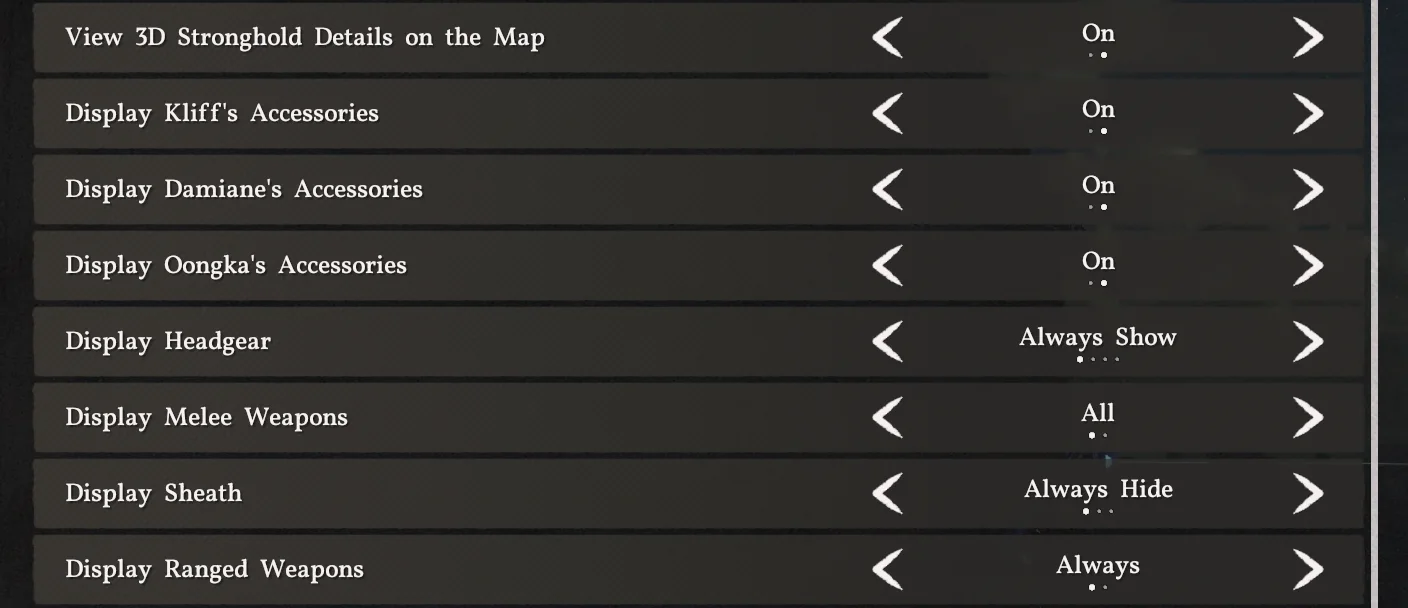 View 3D Stronghold Details on the Map
On
Display Kliff's Accessories
On
Display Damiane's Accessories
On
Display Oongka's Accessories
On
Display Headgear
Always Show
Display Melee Weapons
All
Display Sheath
Always Hide
Display Ranged Weapons
Always